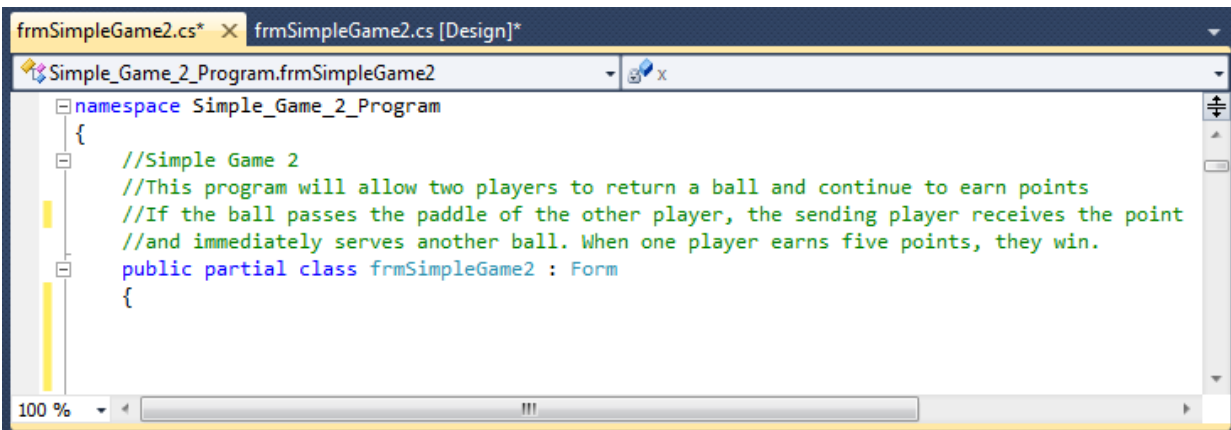 frmSimpleGame2.cs* × frmSimpleGame2.cs [Design]*
Simple_Game_2_Program.frmSimpleGame2 x
namespace Simple_Game_2_Program
{
//Simple Game 2
//This program will allow two players to return a ball and continue to earn points
//If the ball passes the paddle of the other player, the sending player receives the point
//and immediately serves another ball. When one player earns five points, they win.
public partial class frmSimpleGame2 : Form
{
100 %